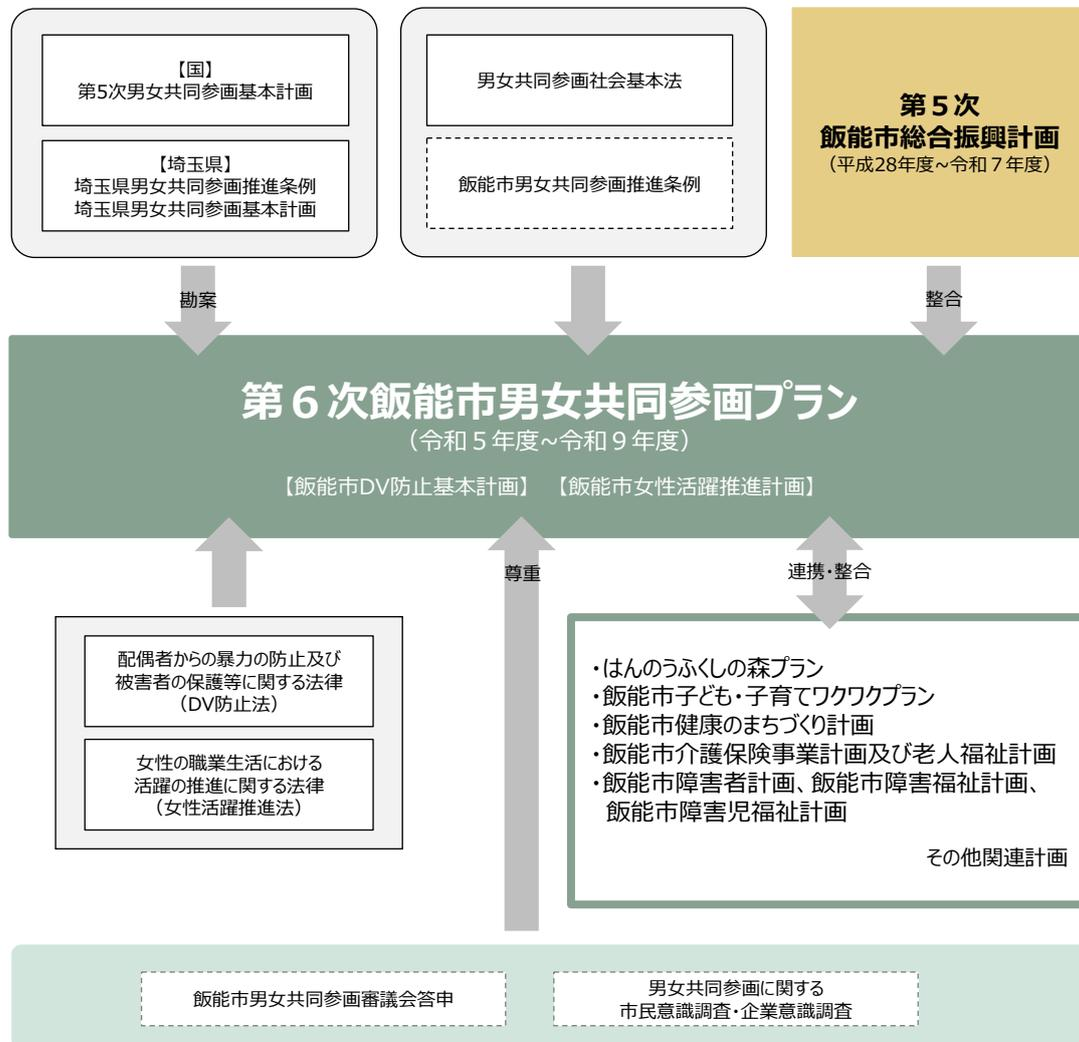 【国】
第5次男女共同参画基本計画
【埼玉県】
埼玉県男女共同参画推進条例
埼玉県男女共同参画基本計画
男女共同参画社会基本法
飯能市男女共同参画推進条例
第５次
飯能市総合振興計画
（平成28年度~令和７年度）
勘案
整合
第６次飯能市男女共同参画プラン
（令和５年度~令和９年度）
【飯能市DV防止基本計画】 【飯能市女性活躍推進計画】
尊重
連携・整合
配偶者からの暴力の防止及び
被害者の保護等に関する法律
（DV防止法）
女性の職業生活における
活躍の推進に関する法律
（女性活躍推進法）
・はんのうふくしの森プラン
・飯能市子ども・子育てワクワクプラン
・飯能市健康のまちづくり計画
・飯能市介護保険事業計画及び老人福祉計画
・飯能市障害者計画、飯能市障害福祉計画、
飯能市障害児福祉計画
その他関連計画
飯能市男女共同参画審議会答申
男女共同参画に関する
市民意識調査・企業意識調査